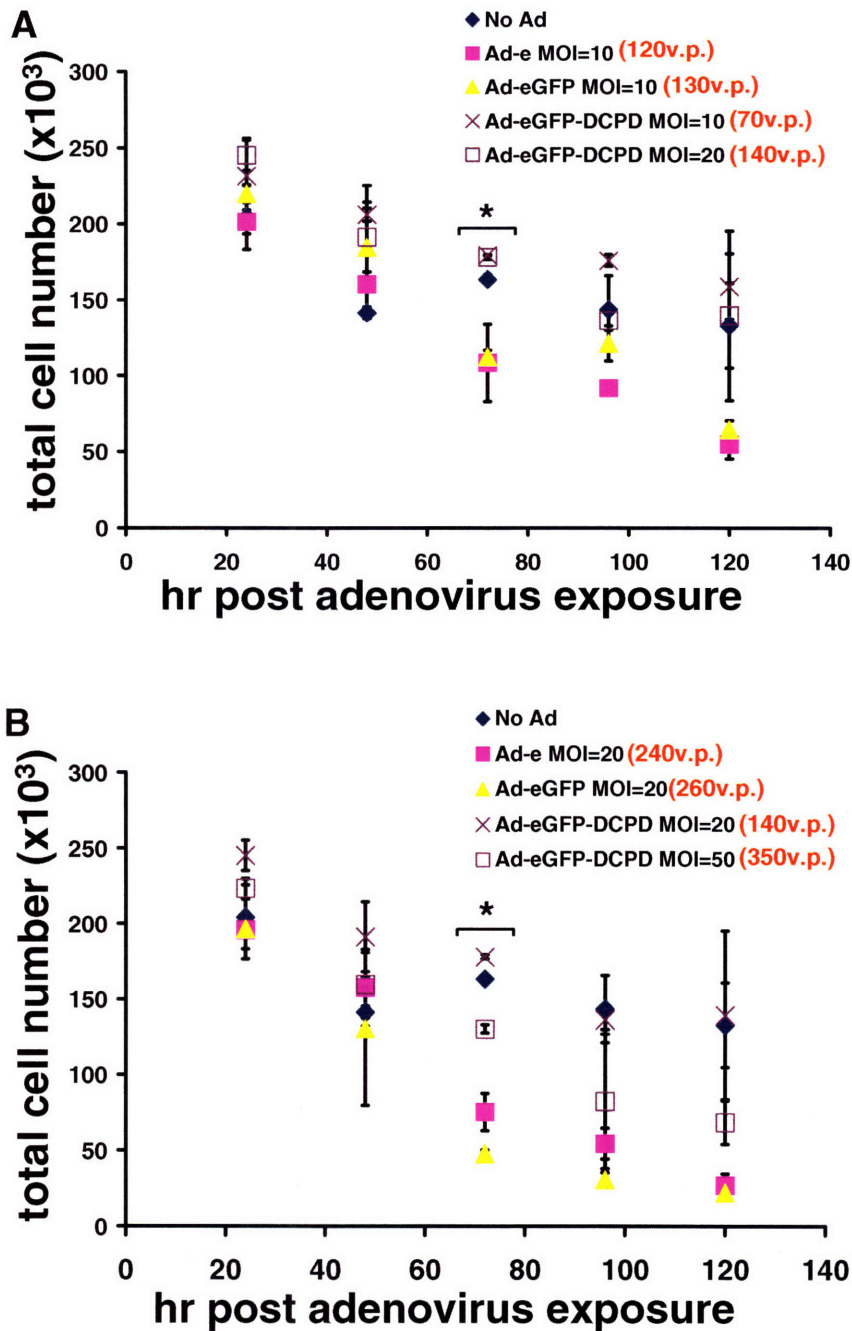 A
No Ad
Ad-e MOI=10 (120v.p.)
Ad-eGFP MOI=10 (130v.p.)
Ad-eGFP-DCPD MOI=10 (70v.p.)
Ad-eGFP-DCPD MOI=20 (140v.p.)
total cell number (x10³)
300
250
200
150
100
50
0
*
0 20 40 60 80 100 120 140
hr post adenovirus exposure
B
No Ad
Ad-e MOI=20 (240v.p.)
Ad-eGFP MOI=20(260v.p.)
Ad-eGFP-DCPD MOI=20 (140v.p.)
Ad-eGFP-DCPD MOI=50 (350v.p.)
total cell number (x10³)
300
250
200
150
100
50
0
*
0 20 40 60 80 100 120 140
hr post adenovirus exposure